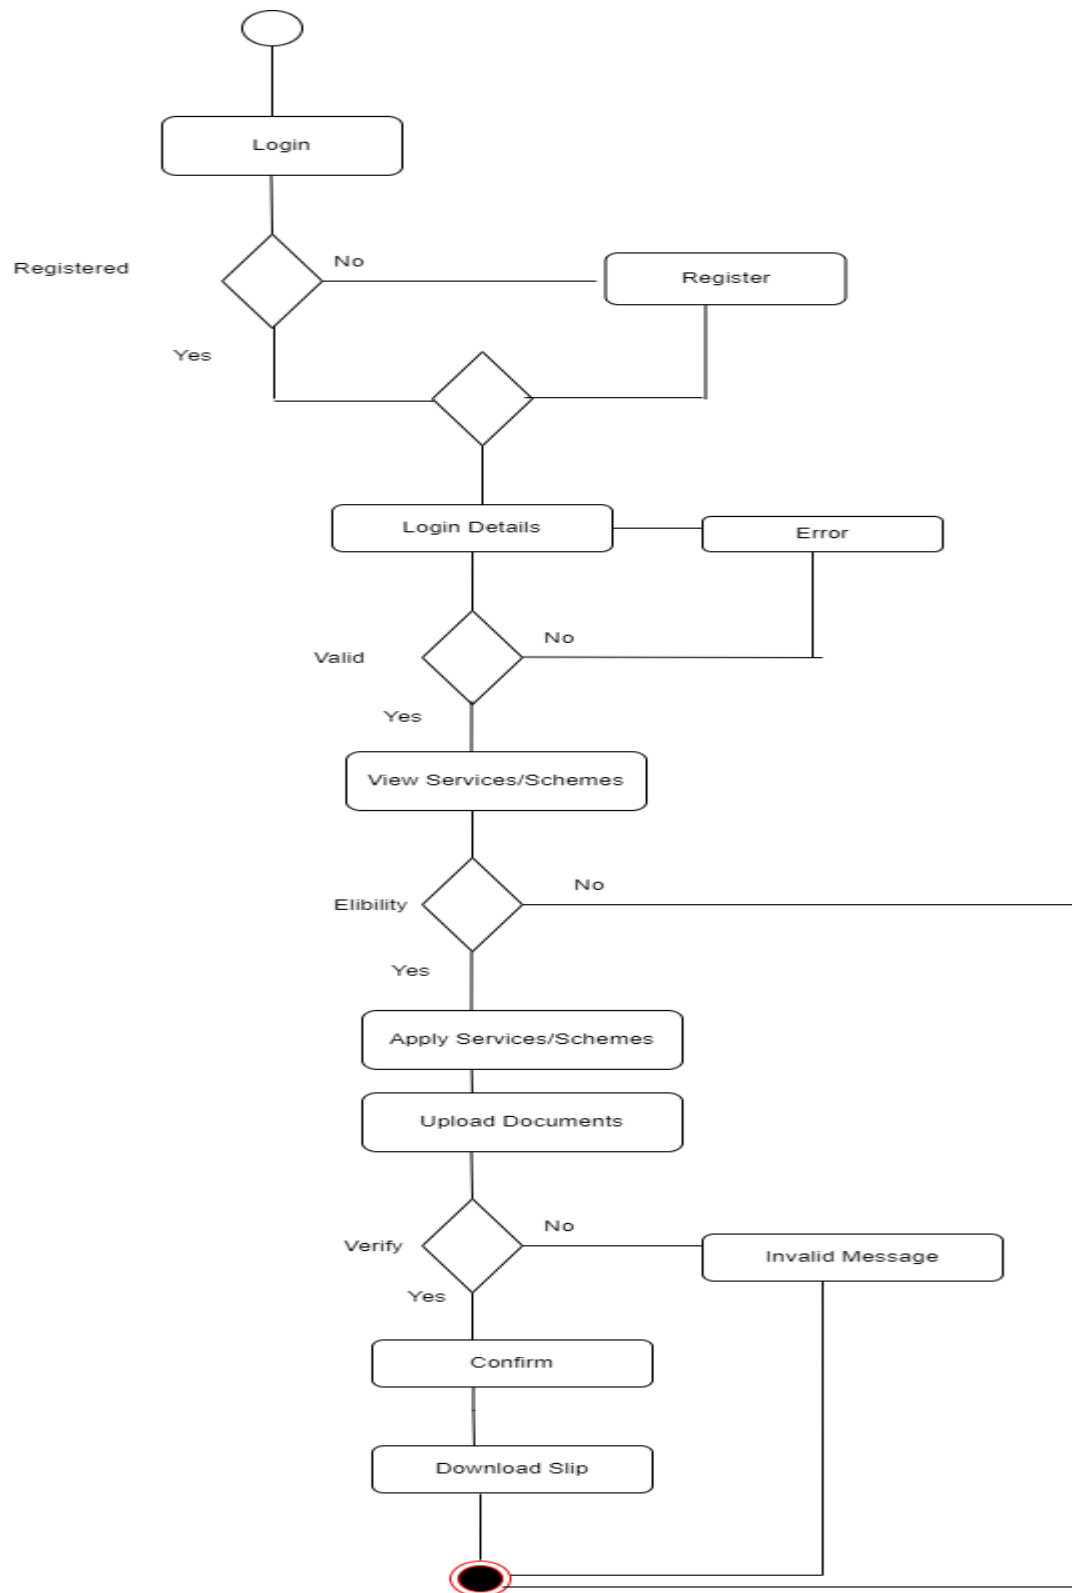 Login
Registered
No
Register
Yes
Login Details
Error
Valid
No
Yes
View Services/Schemes
Elibility
No
Yes
Apply Services/Schemes
Upload Documents
Verify
No
Invalid Message
Yes
Confirm
Download Slip